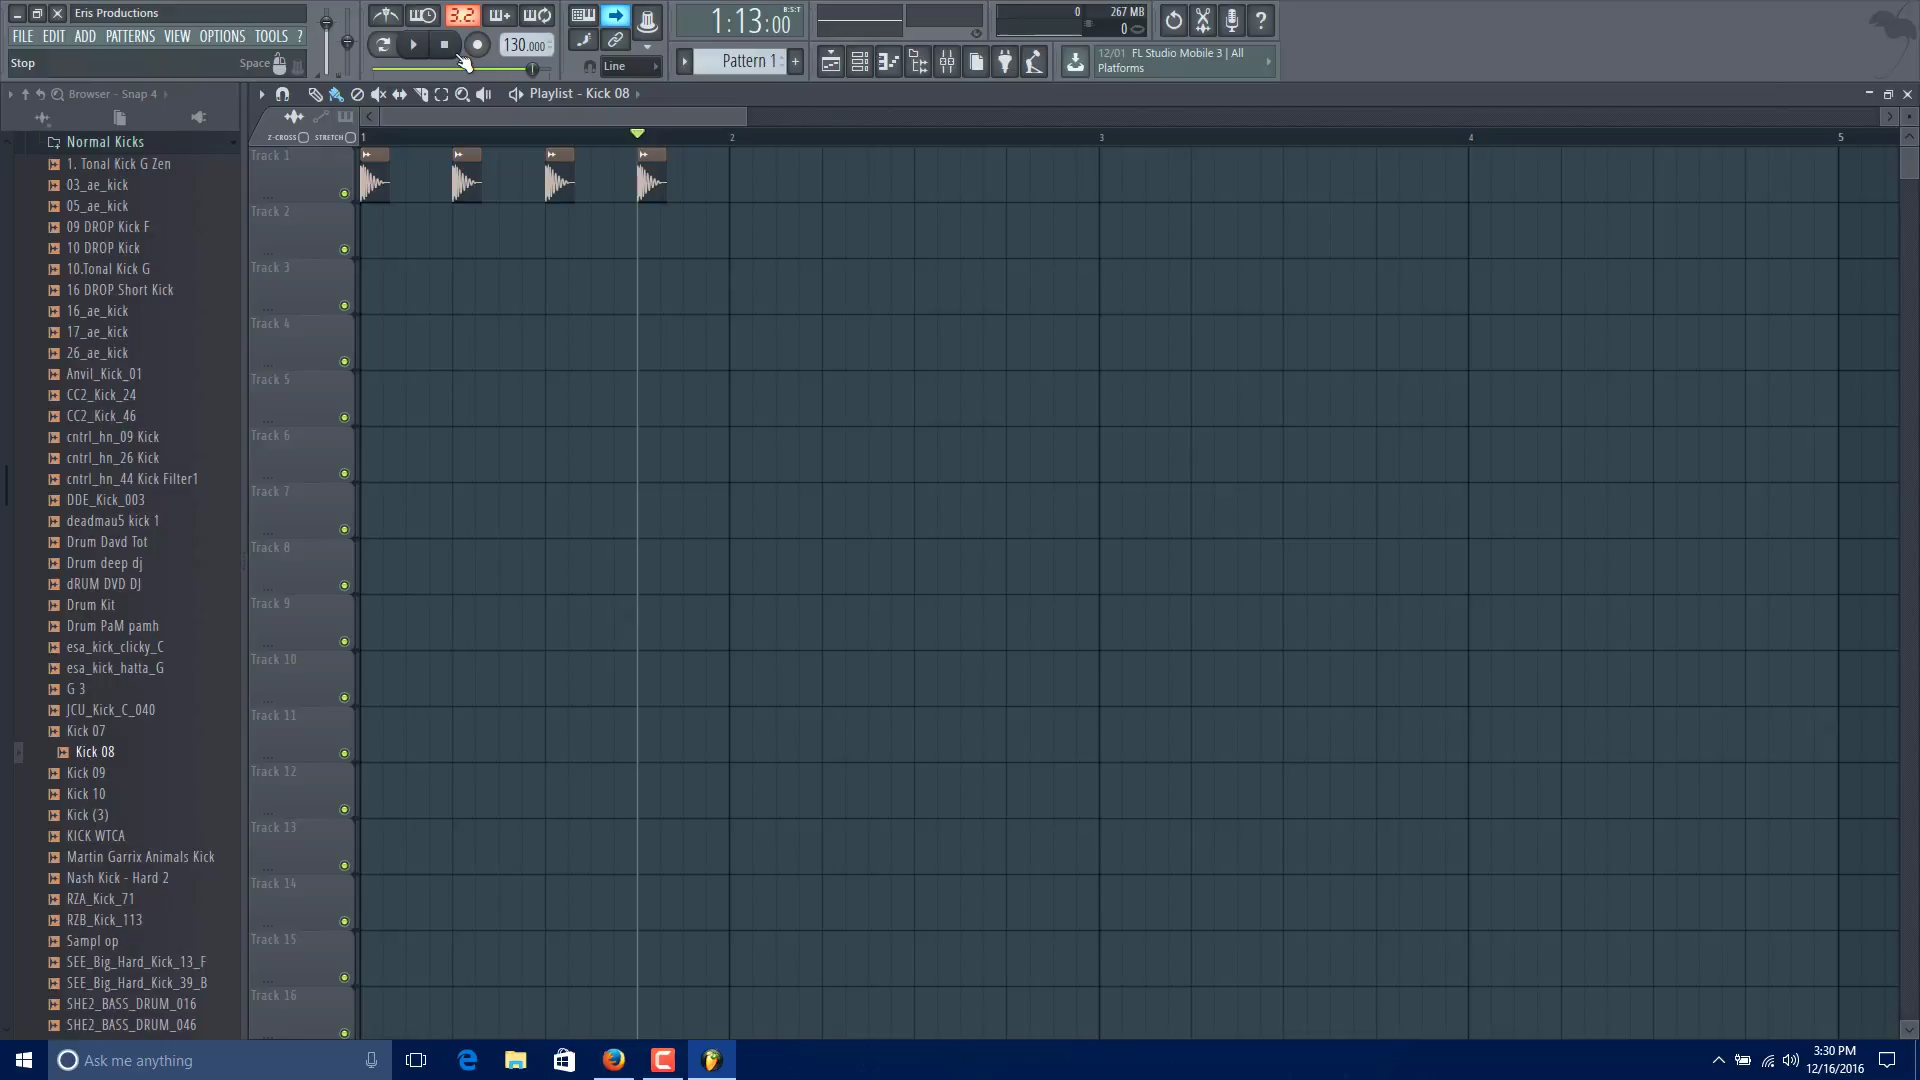 Eris Productions
FILE EDIT ADD PATTERNS VIEW OPTIONS TOOLS ?
Stop
Space
3.2
130.000
Line
1:13:00
B:S:T
Pattern 1
+
0
267 MB
0
12/01 FL Studio Mobile 3 | All
Platforms
?
Browser - Snap 4
Playlist - Kick 08
Z-CROSS
STRETCH
1
2
3
4
5
Normal Kicks
1. Tonal Kick G Zen
03_ae_kick
05_ae_kick
09 DROP Kick F
10 DROP Kick
10.Tonal Kick G
16 DROP Short Kick
16_ae_kick
17_ae_kick
26_ae_kick
Anvil_Kick_01
CC2_Kick_24
CC2_Kick_46
cntrl_hn_09 Kick
cntrl_hn_26 Kick
cntrl_hn_44 Kick Filter1
DDE_Kick_003
deadmau5 kick 1
Drum Davd Tot
Drum deep dj
dRUM DVD DJ
Drum Kit
Drum PaM pamh
esa_kick_clicky_C
esa_kick_hatta_G
G 3
JCU_Kick_C_040
Kick 07
Kick 08
Kick 09
Kick 10
Kick (3)
KICK WTCA
Martin Garrix Animals Kick
Nash Kick - Hard 2
RZA_Kick_71
RZB_Kick_113
Sampl op
SEE_Big_Hard_Kick_13_F
SEE_Big_Hard_Kick_39_B
SHE2_BASS_DRUM_016
SHE2_BASS_DRUM_046
Track 1
Track 2
Track 3
Track 4
Track 5
Track 6
Track 7
Track 8
Track 9
Track 10
Track 11
Track 12
Track 13
Track 14
Track 15
Track 16
Ask me anything
3:30 PM
12/16/2016